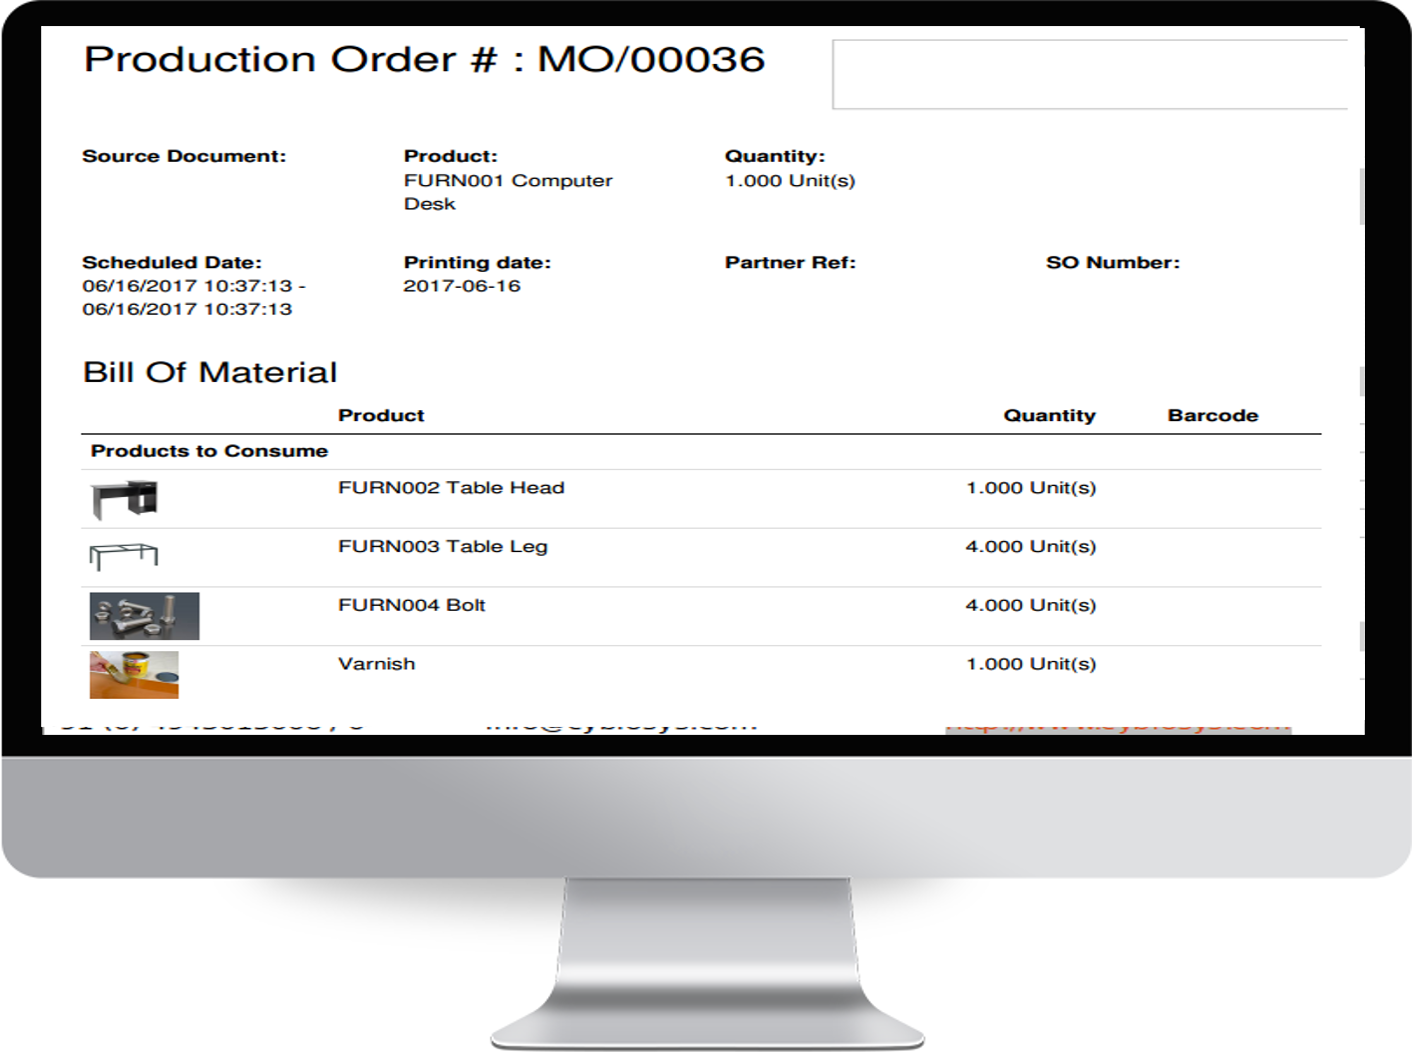 Production Order # : MO/00036
Source Document:
Product:
Quantity:
FURN001 Computer
1.000 Unit(s)
Desk
Scheduled Date:
Printing date:
Partner Ref:
SO Number:
06/16/2017 10:37:13 -
2017-06-16
06/16/2017 10:37:13
Bill Of Material
Product
Quantity
Barcode
Products to Consume
FURN002 Table Head
1.000 Unit(s)
FURN003 Table Leg
4.000 Unit(s)
FURN004 Bolt
4.000 Unit(s)
Varnish
1.000 Unit(s)